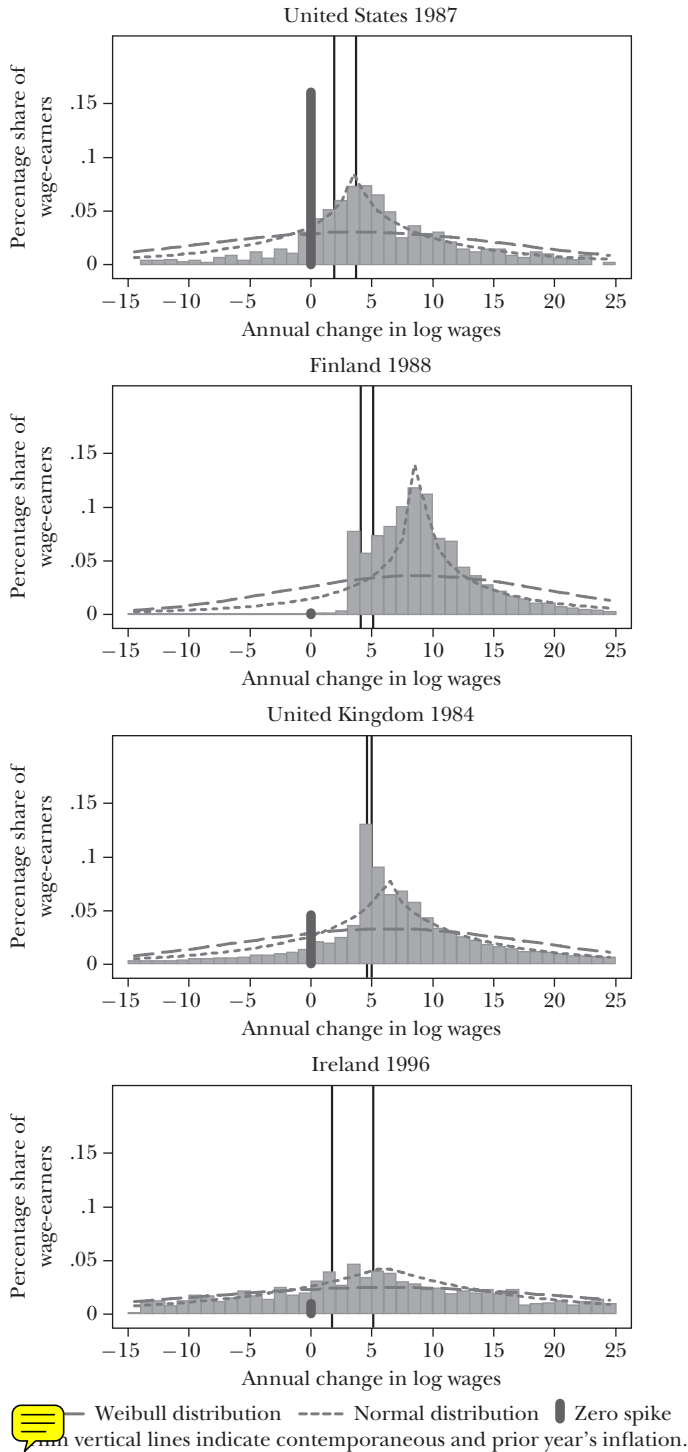 United States 1987
Percentage share of
wage-earners
.15
.1
.05
0
−15 −10 −5 0 5 10 15 20 25
Annual change in log wages
Finland 1988
Percentage share of
wage-earners
.15
.1
.05
0
−15 −10 −5 0 5 10 15 20 25
Annual change in log wages
United Kingdom 1984
Percentage share of
wage-earners
.15
.1
.05
0
−15 −10 −5 0 5 10 15 20 25
Annual change in log wages
Ireland 1996
Percentage share of
wage-earners
.15
.1
.05
0
−15 −10 −5 0 5 10 15 20 25
Annual change in log wages
Weibull distribution Normal distribution Zero spike
vertical lines indicate contemporaneous and prior year's inflation.